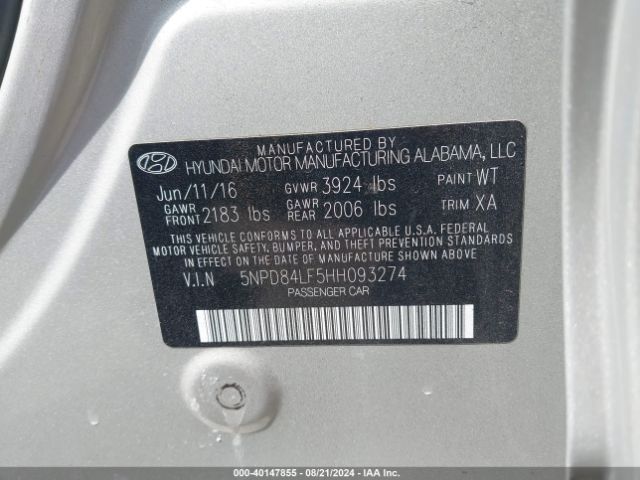 MANUFACTURED BY
HYUNDAI MOTOR MANUFACTURING ALABAMA, LLC
Jun/11/16 GVWR 3924 lbs PAINT WT
GAWR FRONT 2183 lbs GAWR REAR 2006 lbs TRIM XA
THIS VEHICLE CONFORMS TO ALL APPLICABLE U.S.A. FEDERAL
MOTOR VEHICLE SAFETY, BUMPER, AND THEFT PREVENTION STANDARDS
IN EFFECT ON THE DATE OF MANUFACTURE SHOWN ABOVE.
V.I.N 5NPD84LF5HH093274
PASSENGER CAR
000-40147855 - 08/21/2024 - IAA Inc.